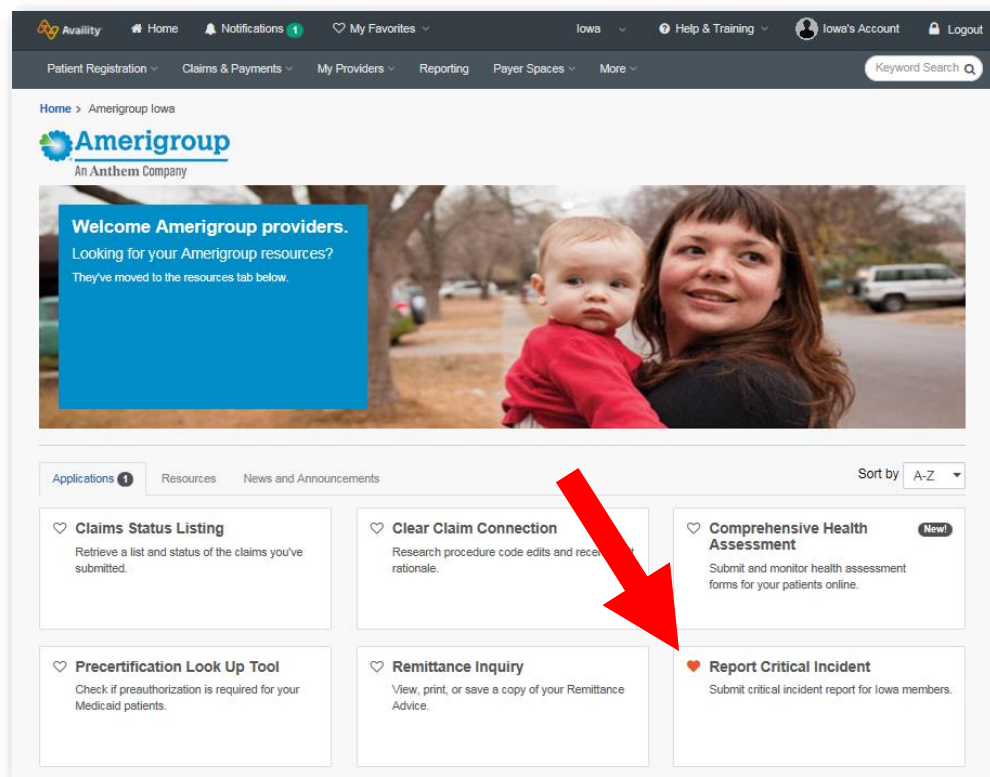 Availity Home Notifications 1 My Favorites Iowa Help & Training Iowa's Account Logout
Patient Registration Claims & Payments My Providers Reporting Payer Spaces More Keyword Search
Home > Amerigroup Iowa
Amerigroup
An Anthem Company
Welcome Amerigroup providers.
Looking for your Amerigroup resources?
They've moved to the resources tab below.
Applications 1 Resources News and Announcements Sort by A-Z
Claims Status Listing
Retrieve a list and status of the claims you've
submitted.
Clear Claim Connection
Research procedure code edits and
rationale.
Comprehensive Health New!
Assessment
Submit and monitor health assessment
forms for your patients online.
Precertification Look Up Tool
Check if preauthorization is required for your
Medicaid patients.
Remittance Inquiry
View, print, or save a copy of your Remittance
Advice.
Report Critical Incident
Submit critical incident report for Iowa members.